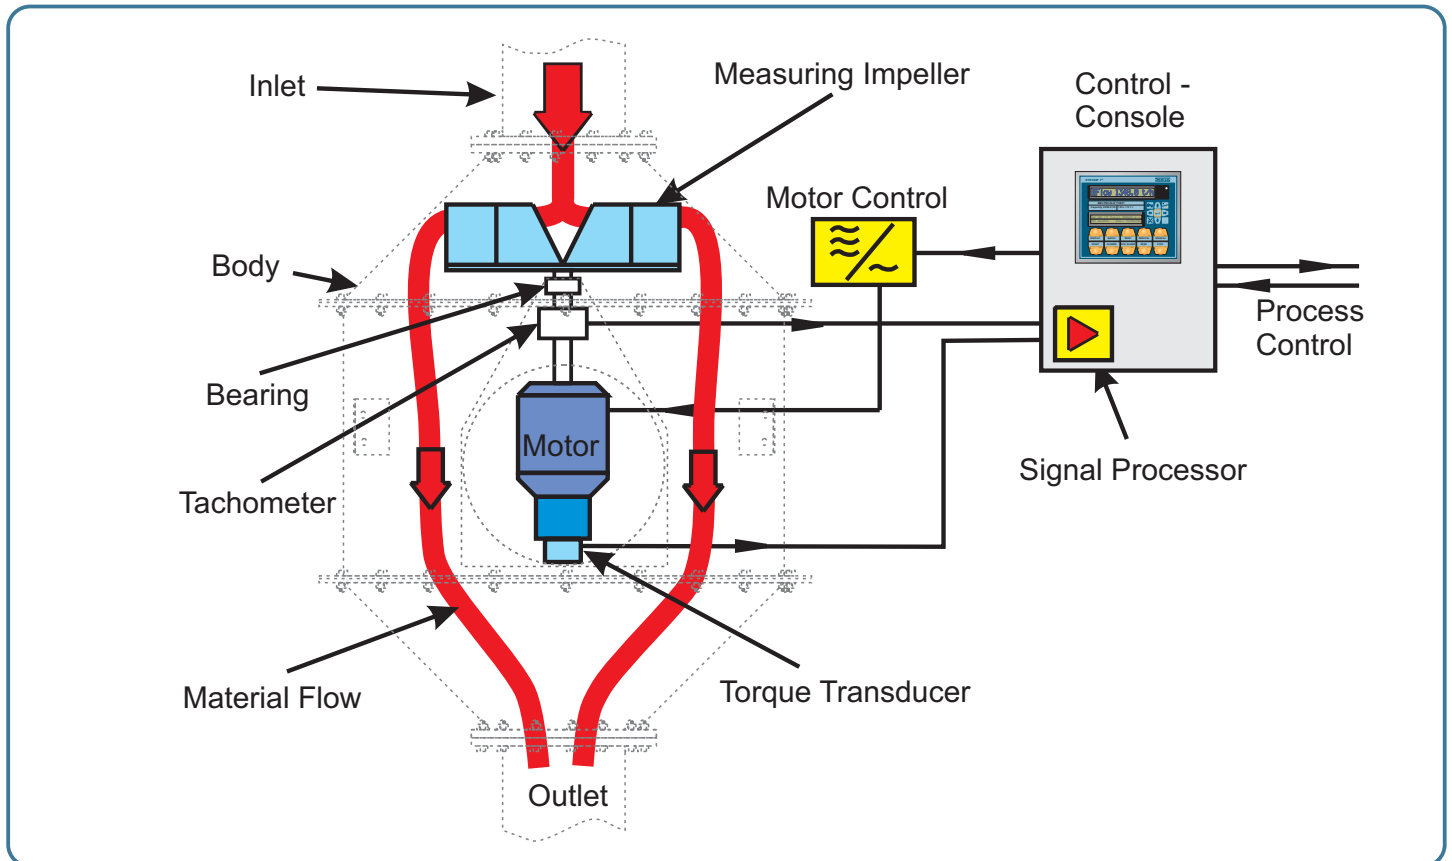 Inlet
Measuring Impeller
Control -
Console
Motor Control
Body
Process
Control
Bearing
Motor
Signal Processor
Tachometer
Material Flow
Torque Transducer
Outlet